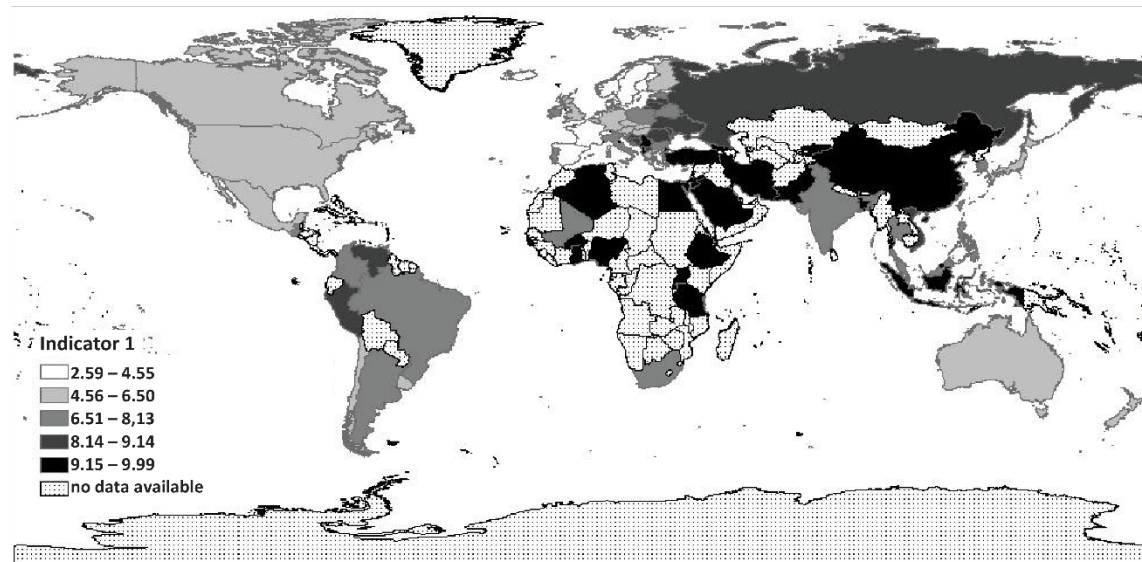 Indicator 1
2.59 – 4.55
4.56 – 6.50
6.51 – 8,13
8.14 – 9.14
9.15 – 9.99
no data available